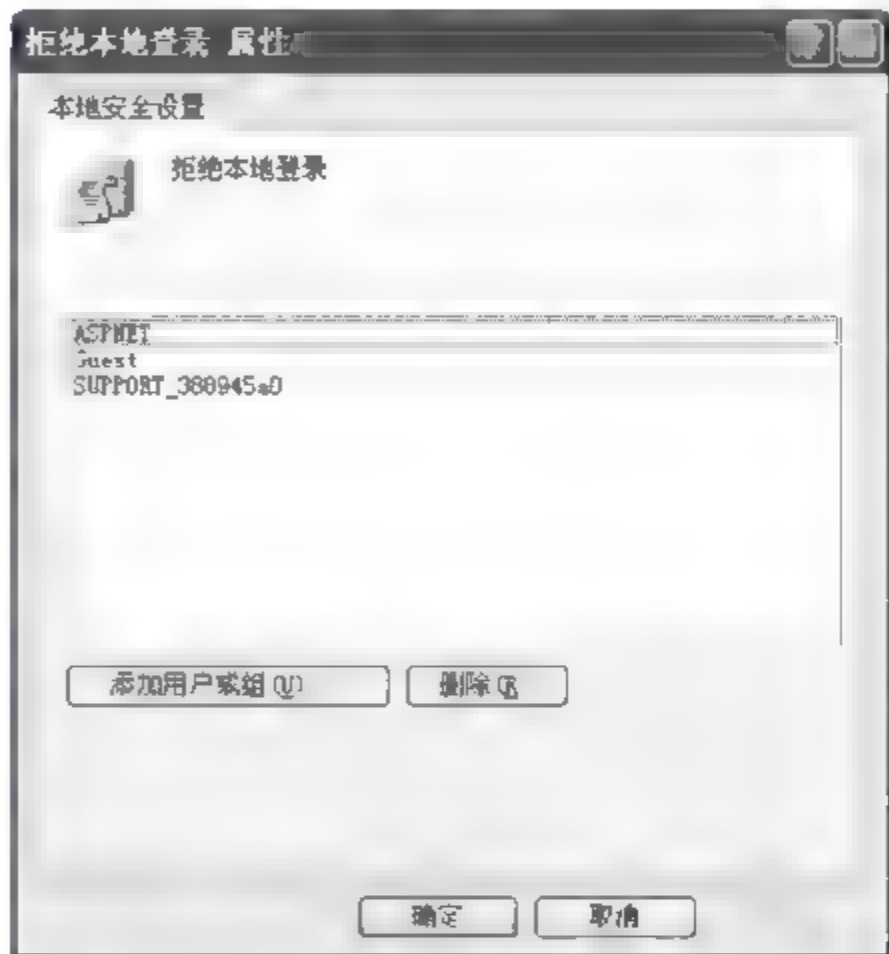 拒绝本地登录 属性
本地安全设置
拒绝本地登录
ASPNET
Guest
SUPPORT_388945a0
添加用户或组(U)
删除(R)
确定
取消